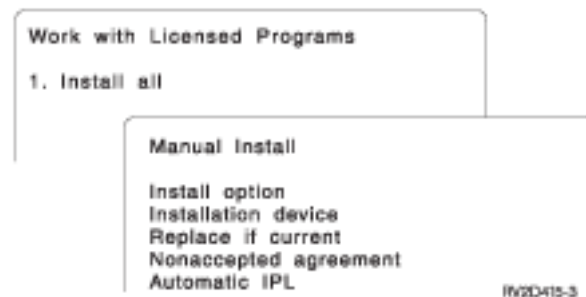 Work with Licensed Programs
1. Install all
Manual Install
Install option
Installation device
Replace if current
Nonaccepted agreement
Automatic IPL
RV2D415-3